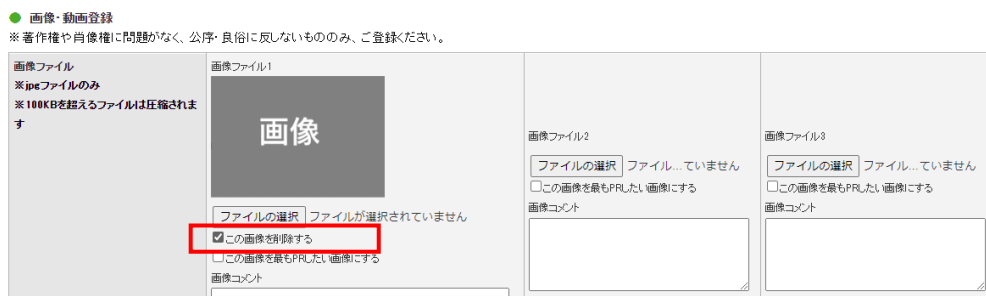 ● 画像・動画登録
※著作権や肖像権に問題がなく、公序・良俗に反しないもののみ、ご登録ください。
画像ファイル
※jpgファイルのみ
※100KBを超えるファイルは圧縮されます
画像ファイル1
画像
ファイルの選択 ファイルが選択されていません
この画像を削除する
この画像を最もPRしたい画像にする
画像コメント
画像ファイル2
ファイルの選択 ファイル...ていません
この画像を最もPRしたい画像にする
画像コメント
画像ファイル3
ファイルの選択 ファイル...ていません
この画像を最もPRしたい画像にする
画像コメント